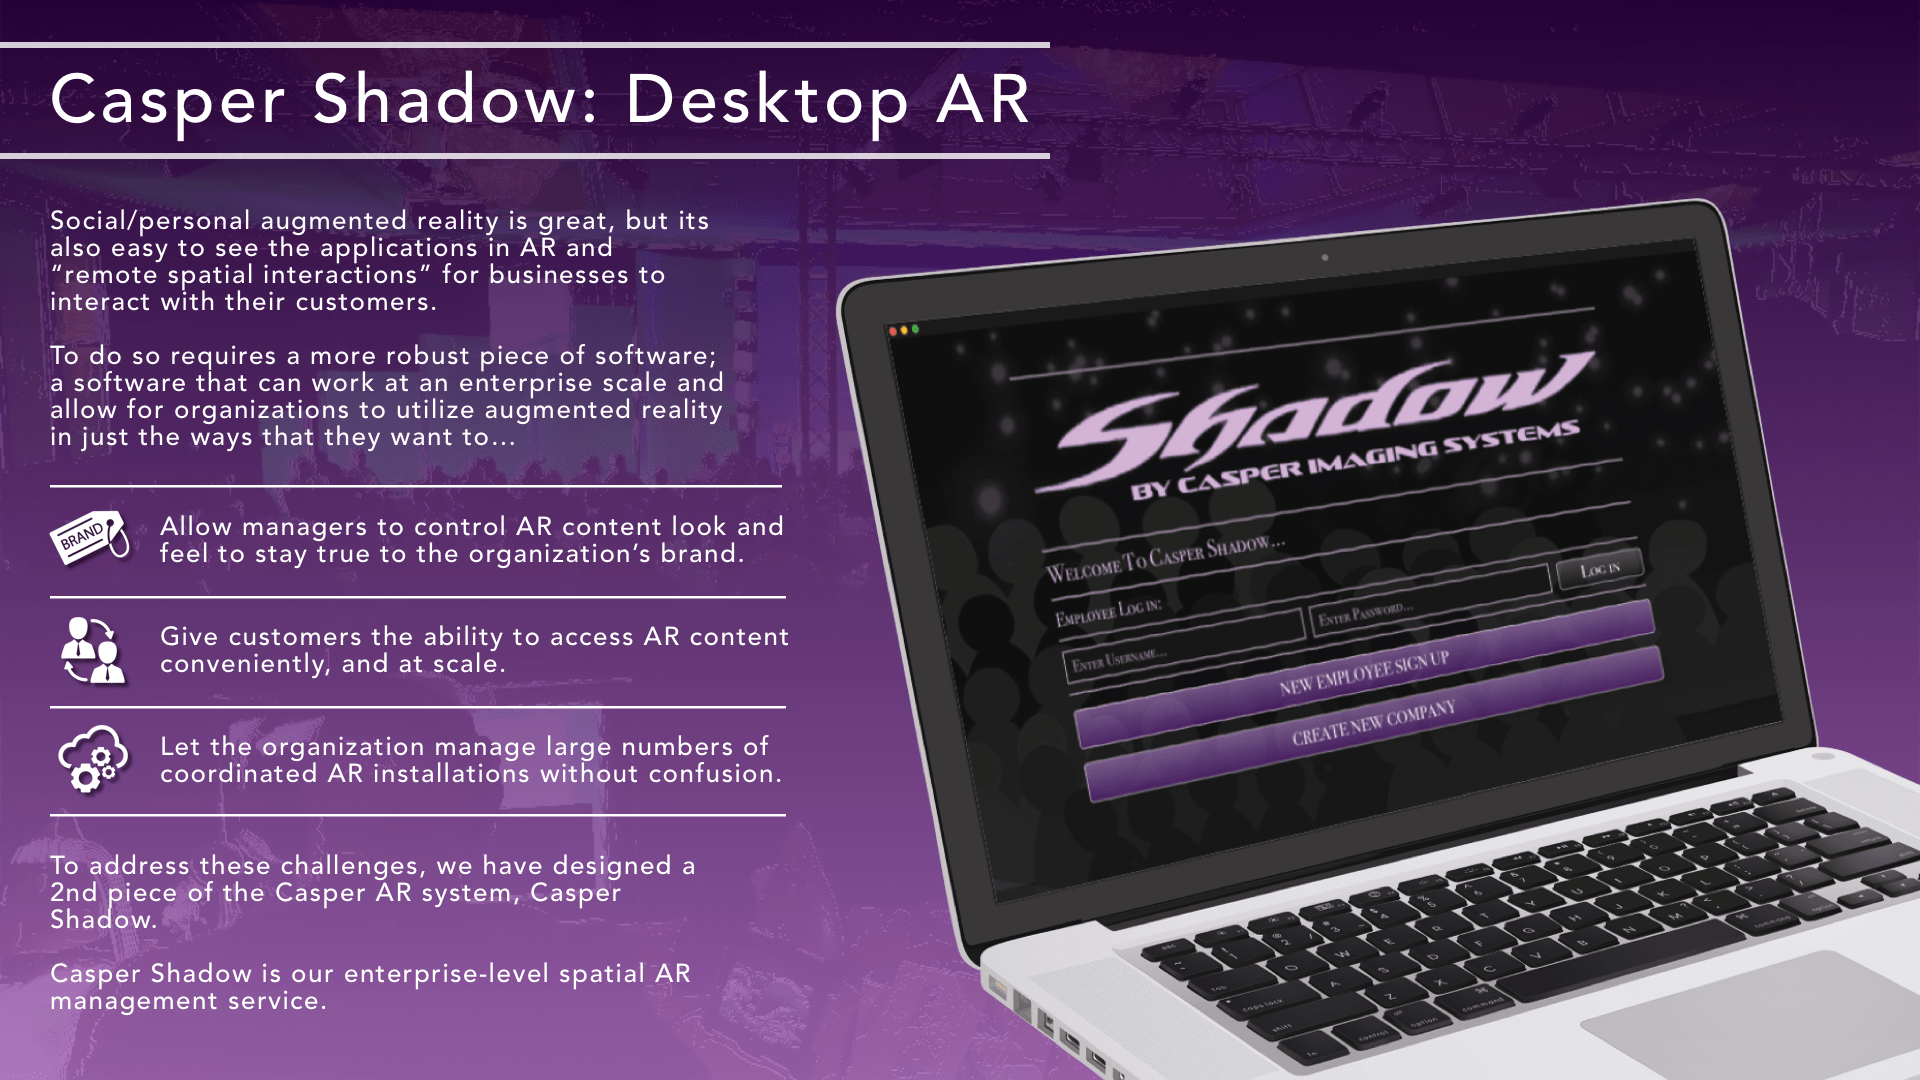 Casper Shadow: Desktop AR
Social/personal augmented reality is great, but its
also easy to see the applications in AR and
“remote spatial interactions” for businesses to
interact with their customers.
To do so requires a more robust piece of software;
a software that can work at an enterprise scale and
allow for organizations to utilize augmented reality
in just the ways that they want to...
BRAND
Allow managers to control AR content look and
feel to stay true to the organization’s brand.
Give customers the ability to access AR content
conveniently, and at scale.
Let the organization manage large numbers of
coordinated AR installations without confusion.
To address these challenges, we have designed a
2nd piece of the Casper AR system, Casper
Shadow.
Casper Shadow is our enterprise-level spatial AR
management service.
Shadow
BY CASPER IMAGING SYSTEMS
Welcome To Casper Shadow...
Employee Log in:
Enter Username...
Enter Password...
Log in
NEW EMPLOYEE SIGN UP
CREATE NEW COMPANY